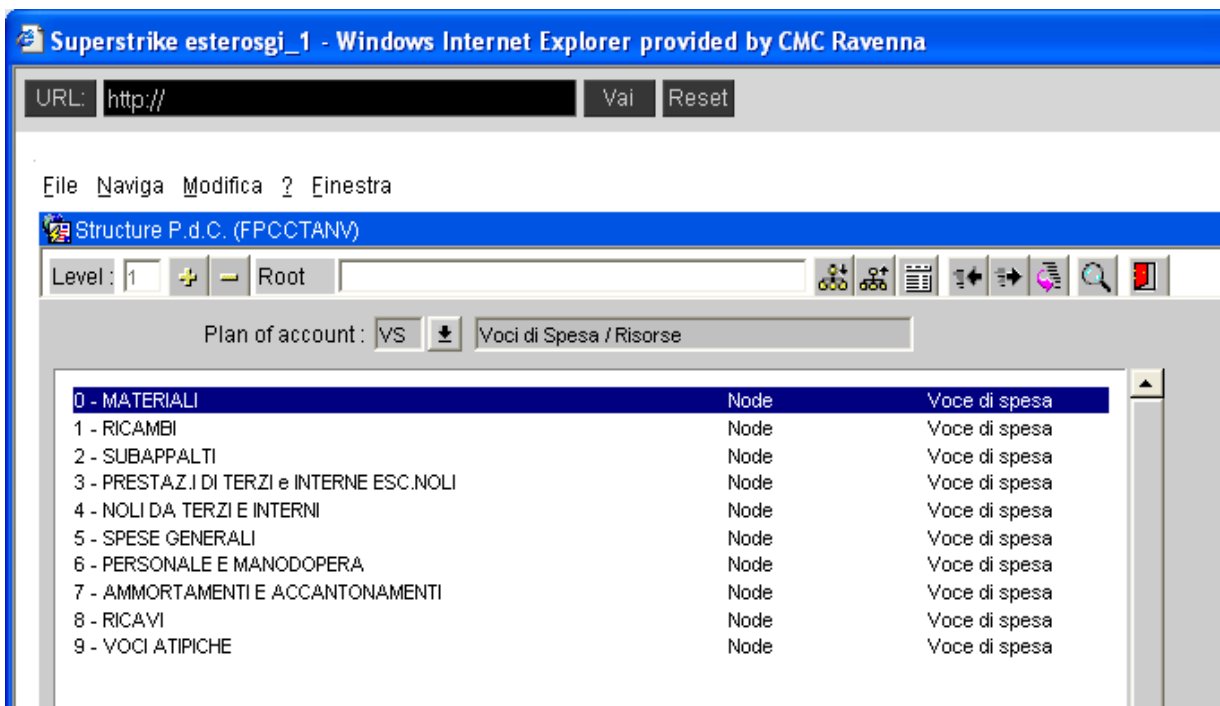 Superstrike esterosgi_1 - Windows Internet Explorer provided by CMC Ravenna
URL: http:// Vai Reset
File Naviga Modifica ? Finestra
Structure P.d.C. (FPCCTANV)
Level : 1 Root
Plan of account : VS Voci di Spesa / Risorse
0 - MATERIALI Node Voce di spesa
1 - RICAMBI Node Voce di spesa
2 - SUBAPPALTI Node Voce di spesa
3 - PRESTAZ.I DI TERZI e INTERNE ESC.NOLI Node Voce di spesa
4 - NOLI DA TERZI E INTERNI Node Voce di spesa
5 - SPESE GENERALI Node Voce di spesa
6 - PERSONALE E MANODOPERA Node Voce di spesa
7 - AMMORTAMENTI E ACCANTONAMENTI Node Voce di spesa
8 - RICAVI Node Voce di spesa
9 - VOCI ATIPICHE Node Voce di spesa